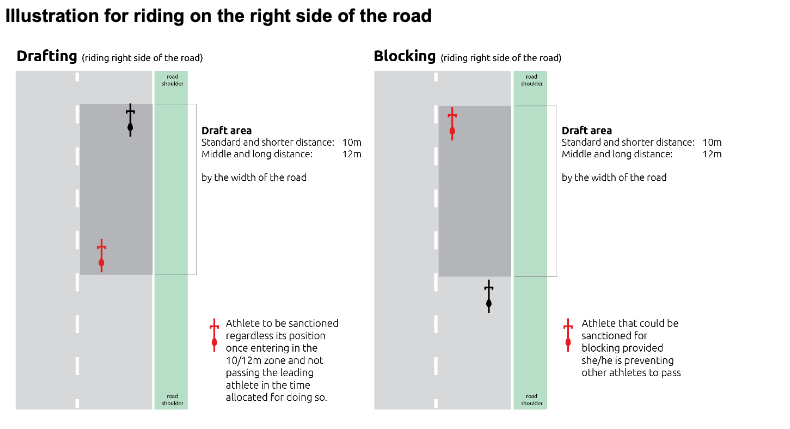 Illustration for riding on the right side of the road
Drafting (riding right side of the road)
road
shoulder
Draft area
Standard and shorter distance: 10m
Middle and long distance: 12m
by the width of the road
Athlete to be sanctioned
regardless its position
once entering in the
10/12m zone and not
passing the leading
athlete in the time
allocated for doing so.
road
shoulder
Blocking (riding right side of the road)
road
shoulder
Draft area
Standard and shorter distance: 10m
Middle and long distance: 12m
by the width of the road
Athlete that could be
sanctioned for
blocking provided
she/he is preventing
other athletes to pass
road
shoulder